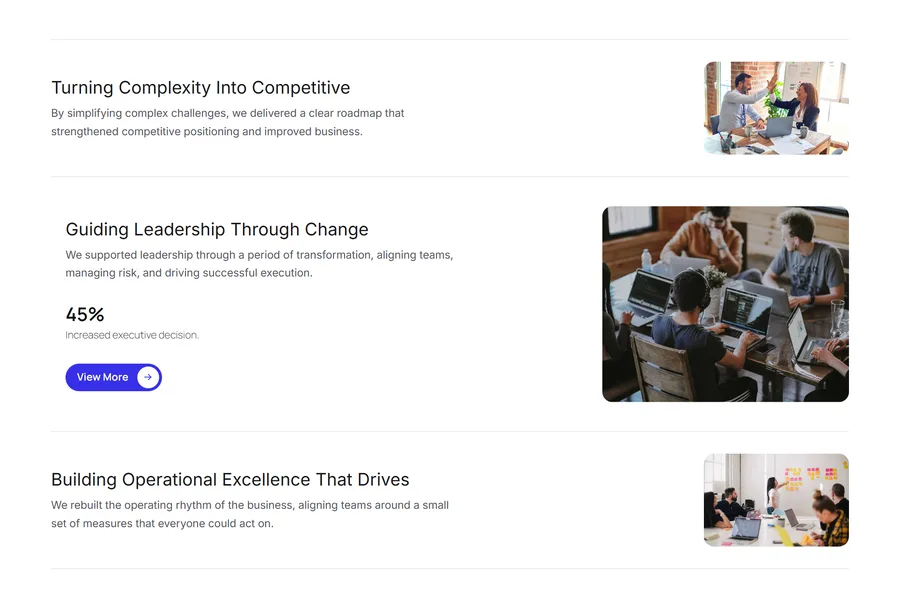 Turning Complexity Into Competitive
By simplifying complex challenges, we delivered a clear roadmap that
strengthened competitive positioning and improved business.
Guiding Leadership Through Change
We supported leadership through a period of transformation, aligning teams,
managing risk, and driving successful execution.
45%
Increased executive decision.
View More
Building Operational Excellence That Drives
We rebuilt the operating rhythm of the business, aligning teams around a small
set of measures that everyone could act on.